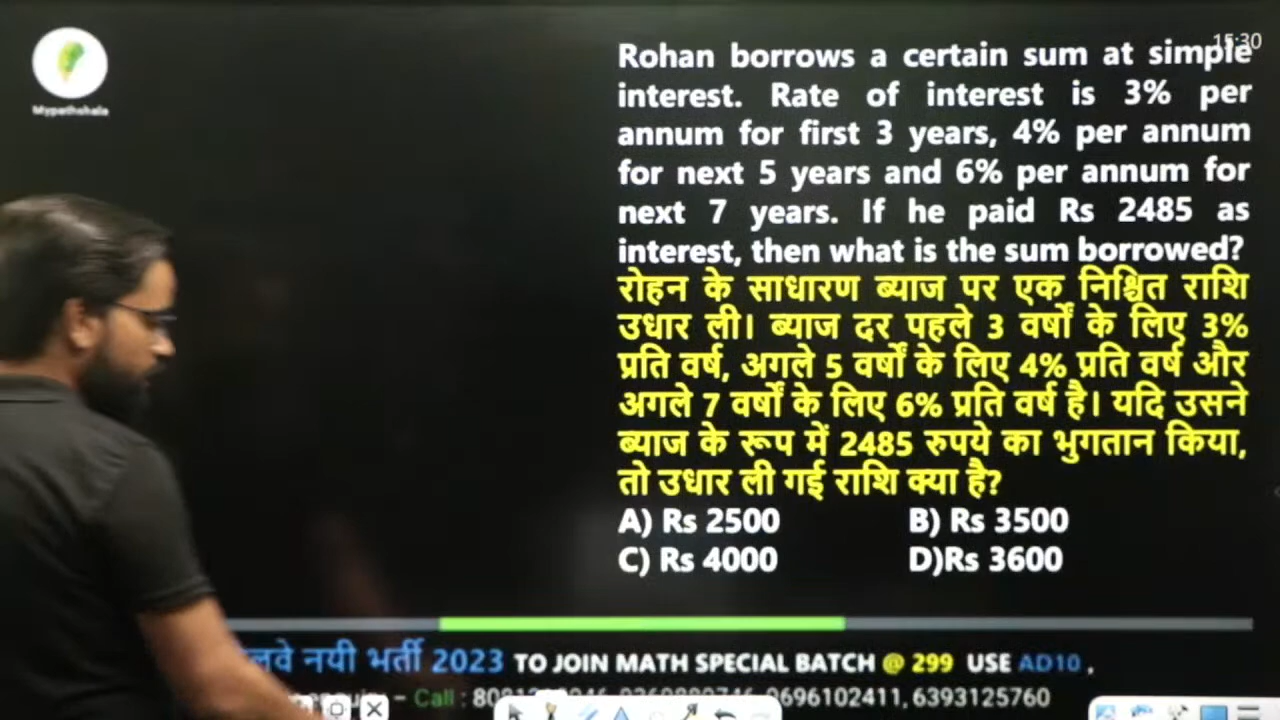 15:30
Mypathshala
Rohan borrows a certain sum at simple
interest. Rate of interest is 3% per
annum for first 3 years, 4% per annum
for next 5 years and 6% per annum for
next 7 years. If he paid Rs 2485 as
interest, then what is the sum borrowed?
रोहन के साधारण ब्याज पर एक निश्चित राशि
उधार ली। ब्याज दर पहले 3 वर्षों के लिए 3%
प्रति वर्ष, अगले 5 वर्षों के लिए 4% प्रति वर्ष और
अगले 7 वर्षों के लिए 6% प्रति वर्ष है। यदि उसने
ब्याज के रूप में 2485 रुपये का भुगतान किया,
तो उधार ली गई राशि क्या है?
A) Rs 2500 B) Rs 3500
C) Rs 4000 D)Rs 3600
नयी भर्ती 2023 TO JOIN MATH SPECIAL BATCH @ 299 USE AD10 ,
– Call : 9696102411, 6393125760